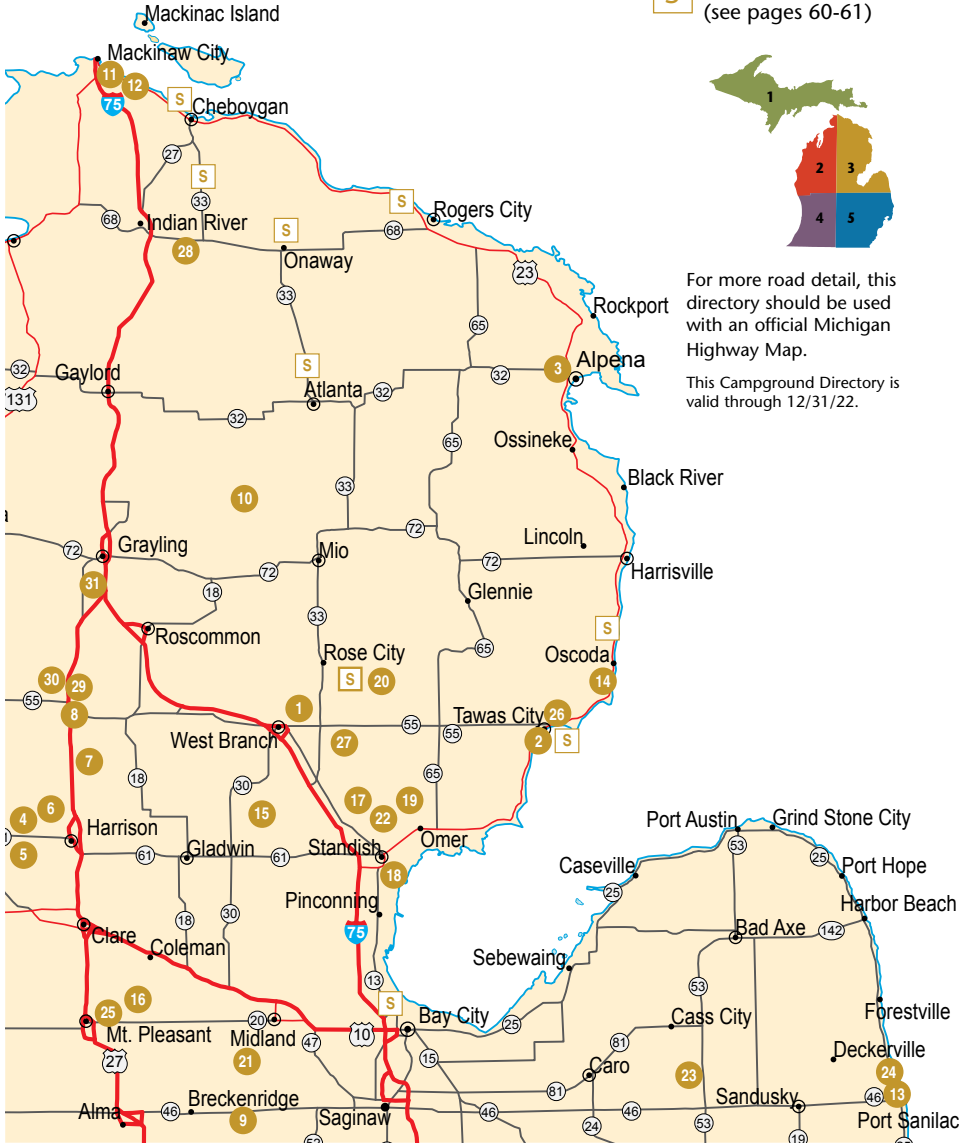 Mackinac Island
S
(see pages 60-61)
Mackinaw City
11
12
75
S
Cheboygan
1
27
S
33
2
3
4
5
68
Indian River
28
S
Onaway
S
68
Rogers City
23
For more road detail, this
directory should be used
with an official Michigan
Highway Map.
This Campground Directory is
valid through 12/31/22.
33
65
Rockport
32
131
Gaylord
S
Atlanta
32
32
32
3
Alpena
65
Ossineke
Black River
10
33
72
Grayling
31
18
72
Mio
72
72
Lincoln
Harrisville
Glennie
33
Roscommon
65
Rose City
S
20
S
Oscoda
14
30
29
55
8
1
West Branch
55
55
Tawas City
26
2
S
27
7
18
30
65
17
19
22
15
4
6
5
Harrison
61
Gladwin
61
Standish
Omer
18
Port Austin
53
Grind Stone City
25
Caseville
25
Port Hope
Harbor Beach
142
Bad Axe
Pinconning
75
18
30
Clare
Coleman
Sebewaing
53
13
S
16
25
Mt. Pleasant
20
Midland
47
10
Bay City
25
Forestville
Cass City
81
Deckerville
27
21
15
Caro
23
24
81
Sandusky
46
13
Port Sanilac
Alma
46
Breckenridge
9
Saginaw
46
46
24
53
19
52